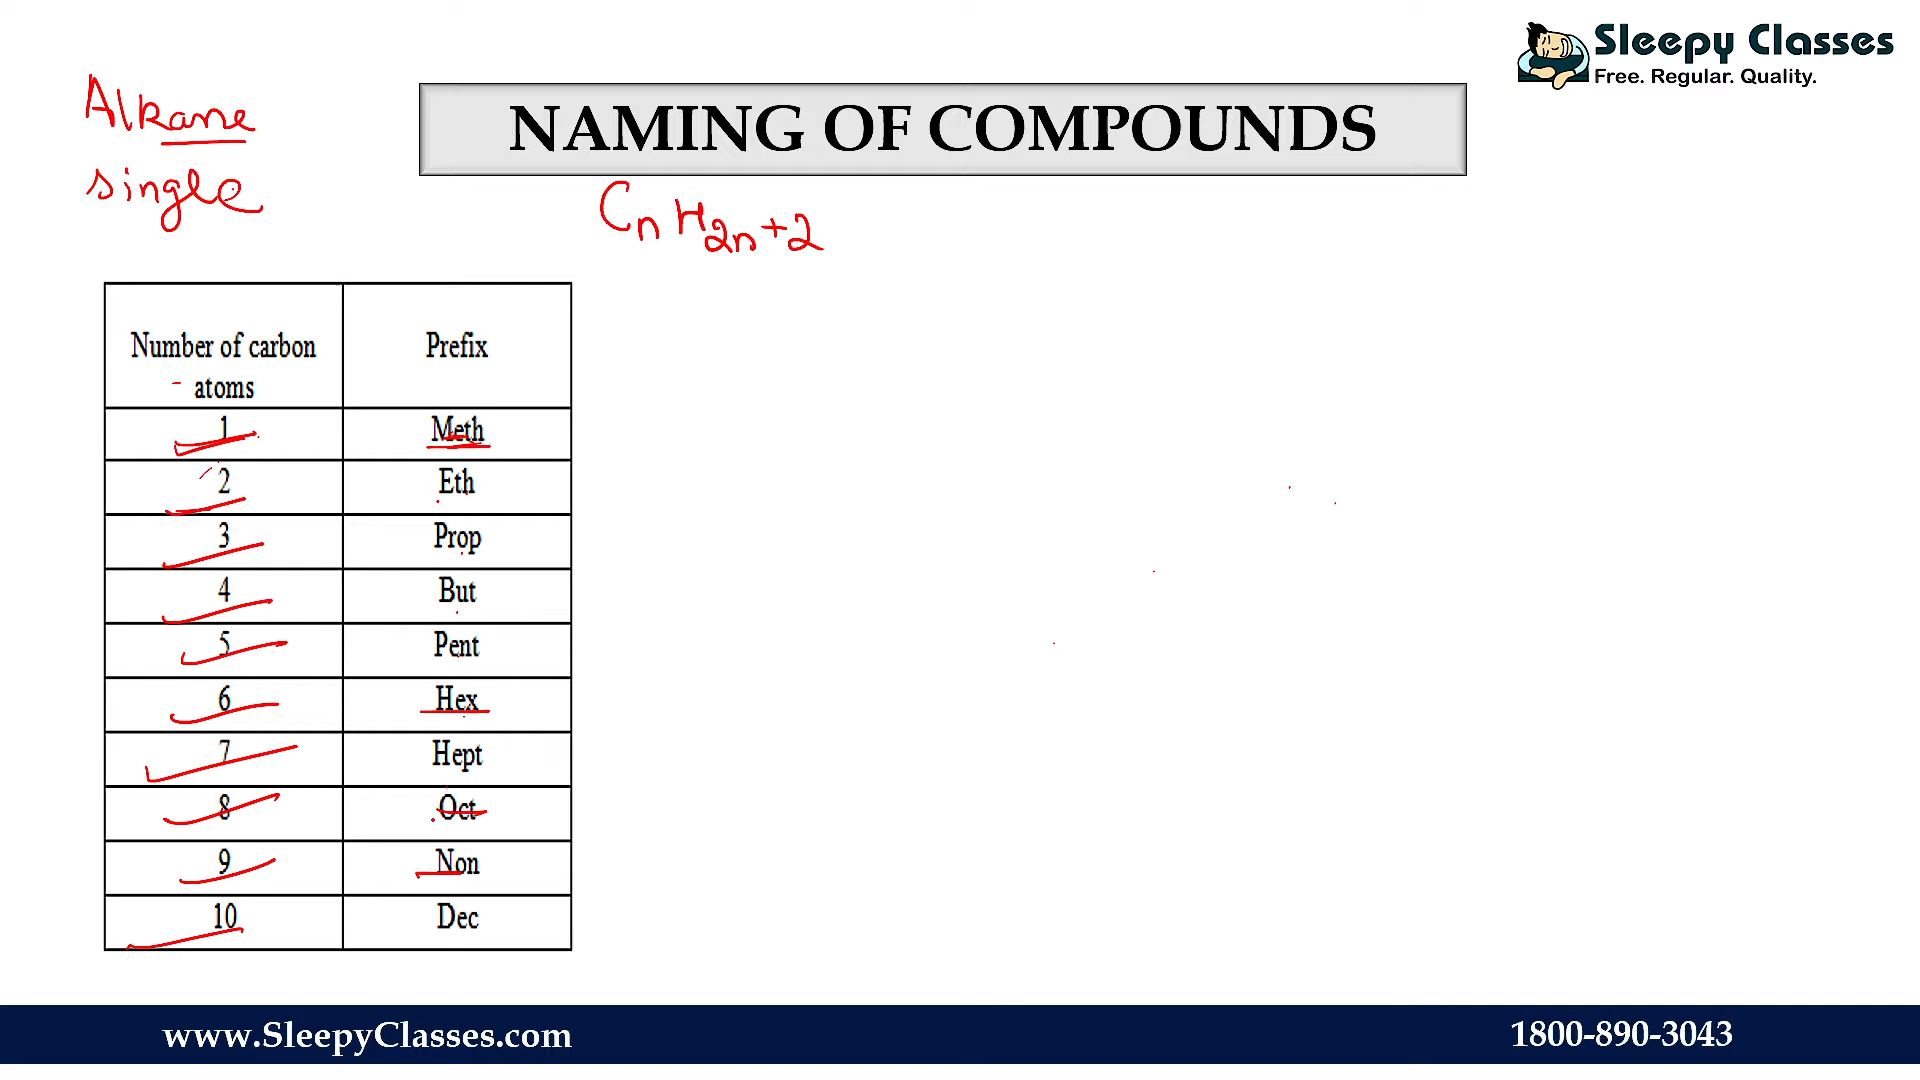 Sleepy Classes
Free. Regular. Quality.
Alkane
single
NAMING OF COMPOUNDS
CnH2n+2
Number of carbon atoms Prefix
1 Meth
2 Eth
3 Prop
4 But
5 Pent
6 Hex
7 Hept
8 Oct
9 Non
10 Dec
www.SleepyClasses.com 1800-890-3043